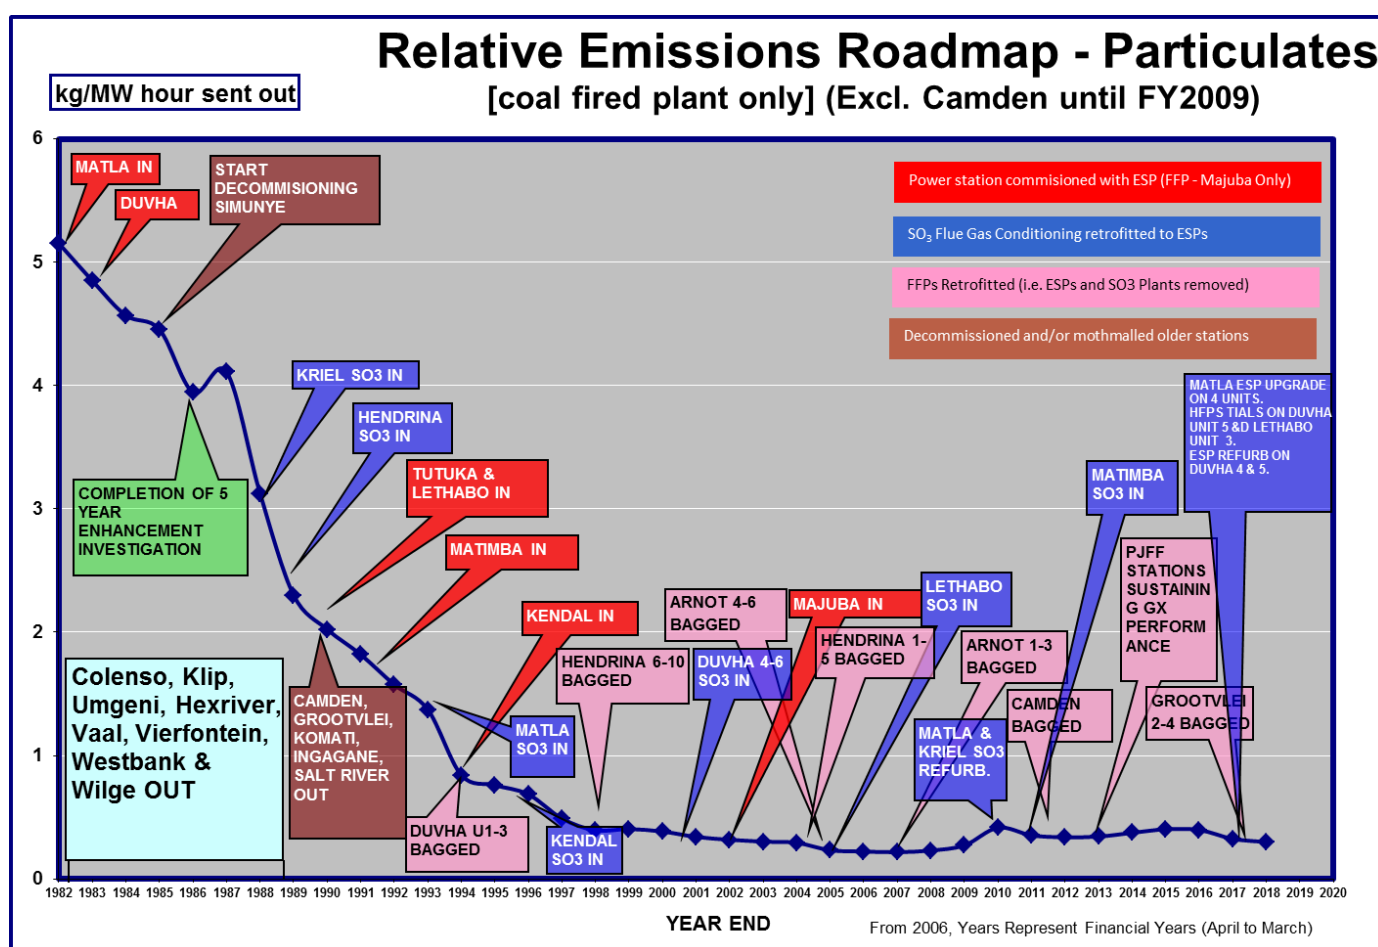 Relative Emissions Roadmap - Particulates
[coal fired plant only] (Excl. Camden until FY2009)
kg/MW hour sent out
6
5
4
3
2
1
0
MATLA IN
DUVHA
START
DECOMMISIONING
SIMUNYE
Power station commisioned with ESP (FFP - Majuba Only)
SO3 Flue Gas Conditioning retrofitted to ESPs
FFPs Retrofitted (i.e. ESPs and SO3 Plants removed)
Decommissioned and/or mothmalled older stations
KRIEL SO3 IN
HENDRINA
SO3 IN
COMPLETION OF 5
YEAR
ENHANCEMENT
INVESTIGATION
TUTUKA &
LETHABO IN
MATIMBA IN
KENDAL IN
ARNOT 4-6
BAGGED
MAJUBA IN
LETHABO
SO3 IN
MATIMBA
SO3 IN
MATLA ESP UPGRADE
ON 4 UNITS.
HFPS TIALS ON DUVHA
UNIT 5 &D LETHABO
UNIT 3.
ESP REFURB ON
DUVHA 4 & 5.
PJFF
STATIONS
SUSTAININ
G GX
PERFORM
ANCE
HENDRINA 6-10
BAGGED
DUVHA 4-6
SO3 IN
HENDRINA 1-
5 BAGGED
ARNOT 1-3
BAGGED
CAMDEN
BAGGED
GROOTVLEI
2-4 BAGGED
Colenso, Klip,
Umgeni, Hexriver,
Vaal, Vierfontein,
Westbank &
Wilge OUT
CAMDEN,
GROOTVLEI,
KOMATI,
INGAGANE,
SALT RIVER
OUT
MATLA
SO3 IN
MATLA &
KRIEL SO3
REFURB.
DUVHA U1-3
BAGGED
KENDAL
SO3 IN
1982 1983 1984 1985 1986 1987 1988 1989 1990 1991 1992 1993 1994 1995 1996 1997 1998 1999 2000 2001 2002 2003 2004 2005 2006 2007 2008 2009 2010 2011 2012 2013 2014 2015 2016 2017 2018 2019 2020
YEAR END
From 2006, Years Represent Financial Years (April to March)